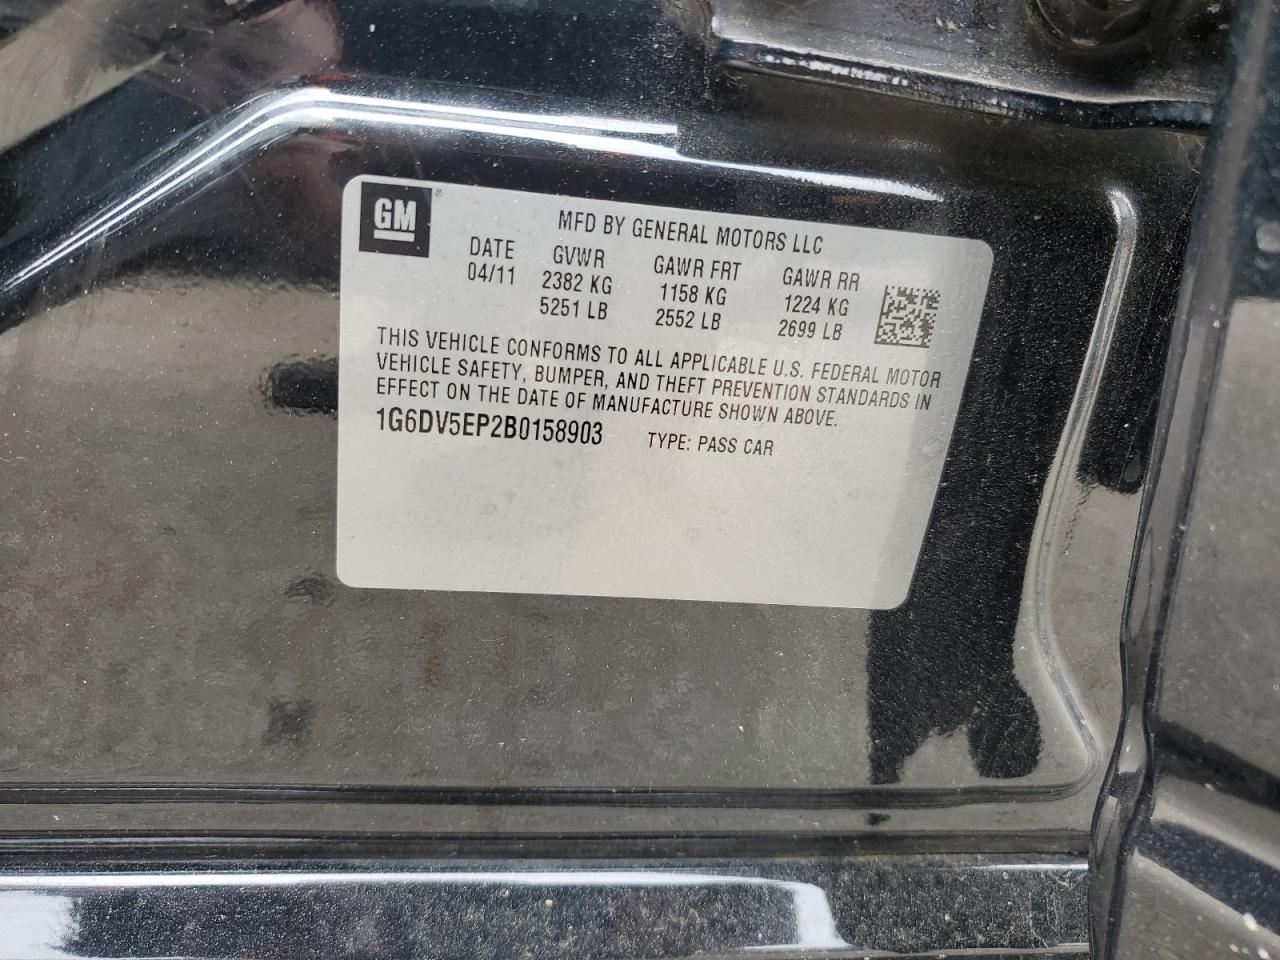 GM®
MFD BY GENERAL MOTORS LLC
DATE GVWR GAWR FRT GAWR RR
04/11 2382 KG 1158 KG 1224 KG
5251 LB 2552 LB 2699 LB
THIS VEHICLE CONFORMS TO ALL APPLICABLE U.S. FEDERAL MOTOR
VEHICLE SAFETY, BUMPER, AND THEFT PREVENTION STANDARDS IN
EFFECT ON THE DATE OF MANUFACTURE SHOWN ABOVE.
1G6DV5EP2B0158903 TYPE: PASS CAR